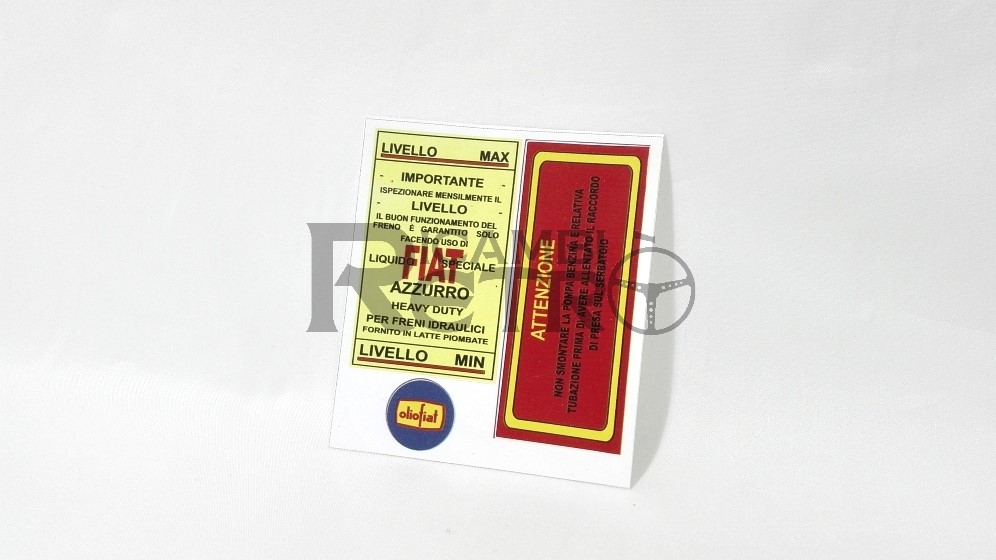 LIVELLO MAX
IMPORTANTE
ISPEZIONARE MENSILMENTE IL
LIVELLO
IL BUON FUNZIONAMENTO DEL
FRENO È GARANTITO SOLO
FACENDO USO DI
LIQUIDO FIAT SPECIALE
AZZURRO
HEAVY DUTY
PER FRENI IDRAULICI
FORNITO IN LATTE PIOMBATE
LIVELLO MIN
oliofiat
ATTENZIONE
NON SMONTARE LA POMPA BENZINA E RELATIVA
TUBAZIONE PRIMA DI AVERE ALLENTATO IL RACCORDO
DI PRESA SUL SERBATOIO
RICAMBI
RETRÒ